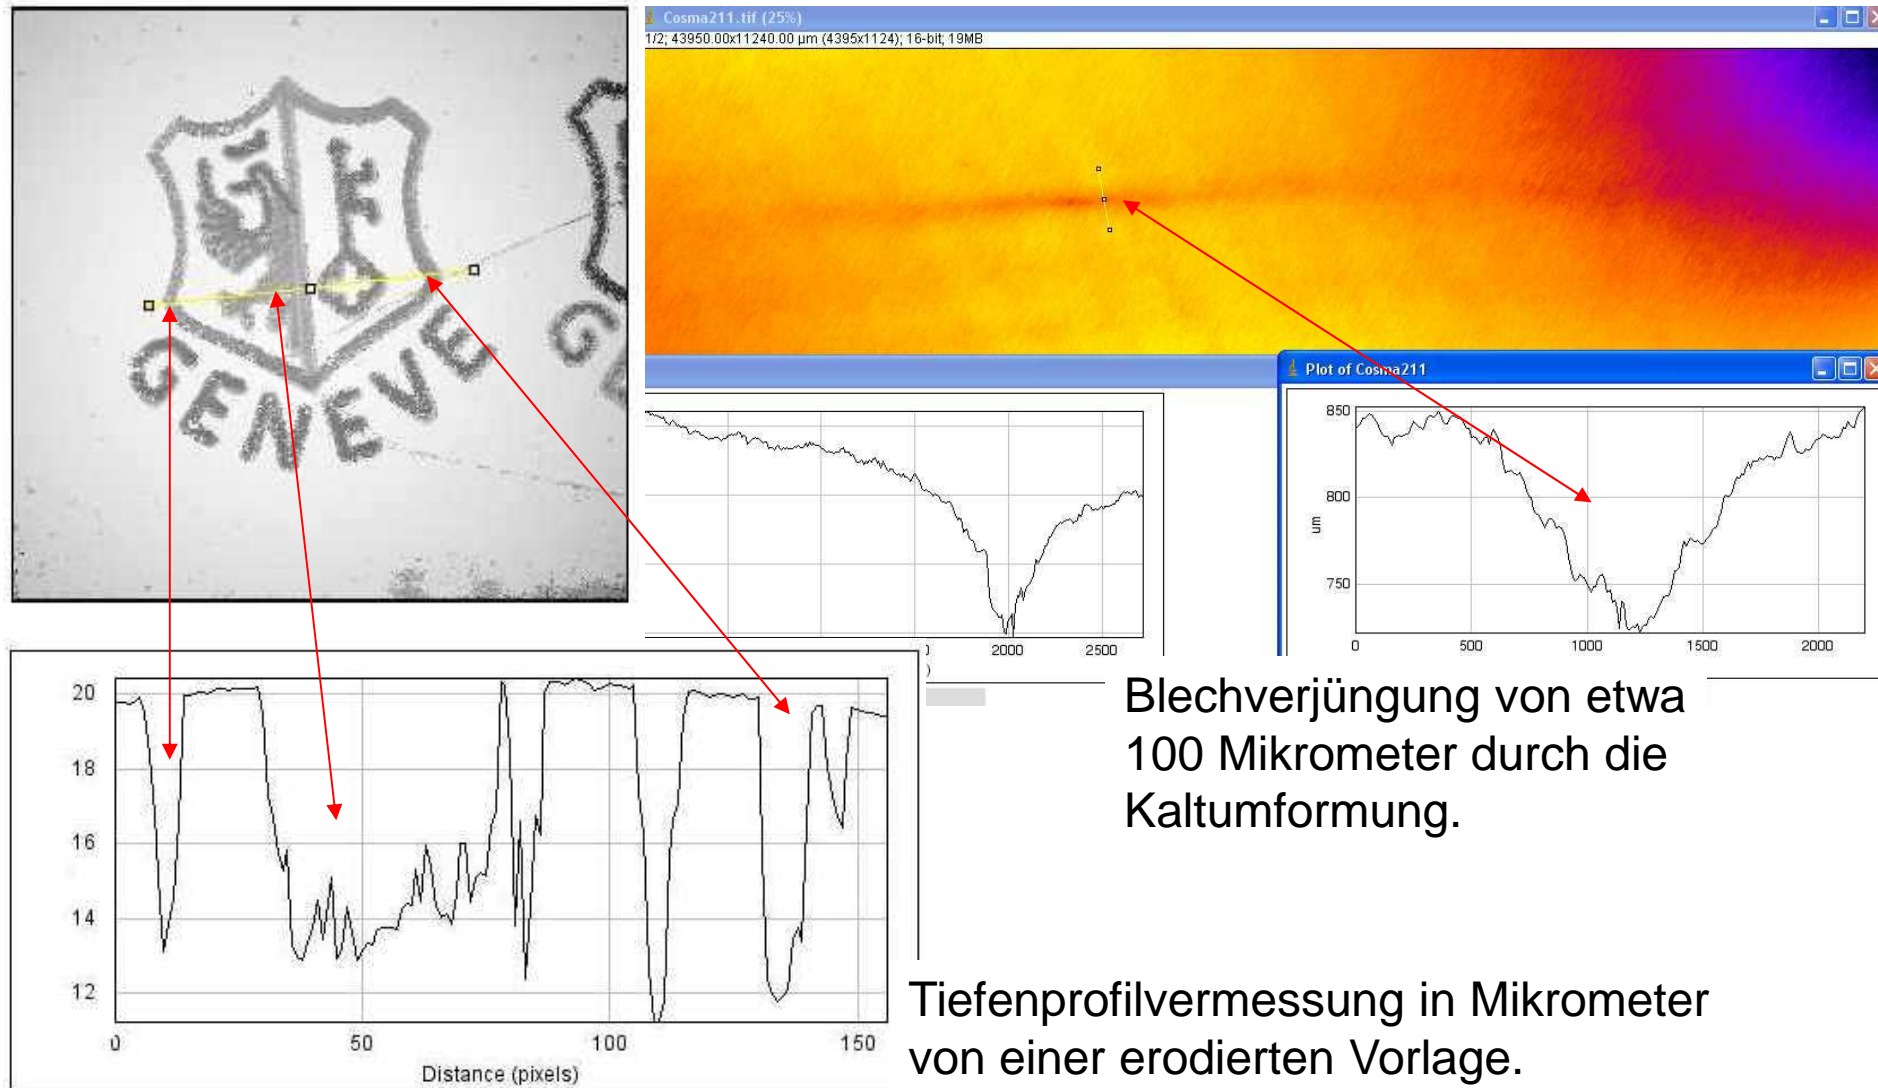 Cosma211.tif (25%)
1/2; 43950.00x11240.00 µm (4395x1124); 16-bit; 19MB
GENEVE
Plot of Cosma211
850
800
750
um
0 500 1000 1500 2000
2000 2500
)
Blechverjüngung von etwa
100 Mikrometer durch die
Kaltumformung.
20
18
16
14
12
0 50 100 150
Distance (pixels)
Tiefenprofilvermessung in Mikrometer
von einer erodierten Vorlage.